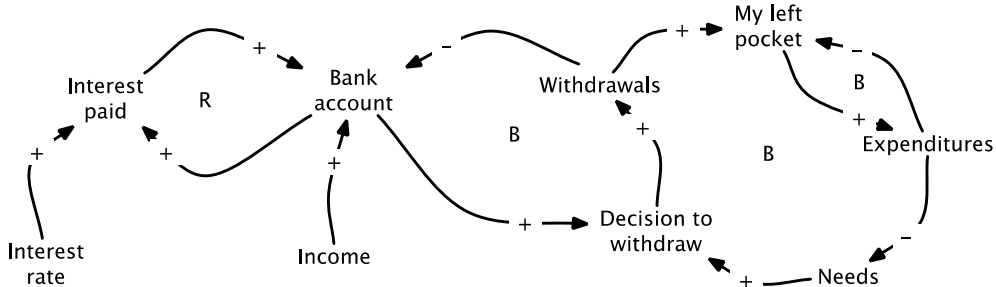 My left
pocket
+
−
+
−
Interest
paid
R
Bank
account
Withdrawals
B
+
+
+
+
+
B
B
Expenditures
+
Decision to
withdraw
−
Interest
rate
Income
+
Needs